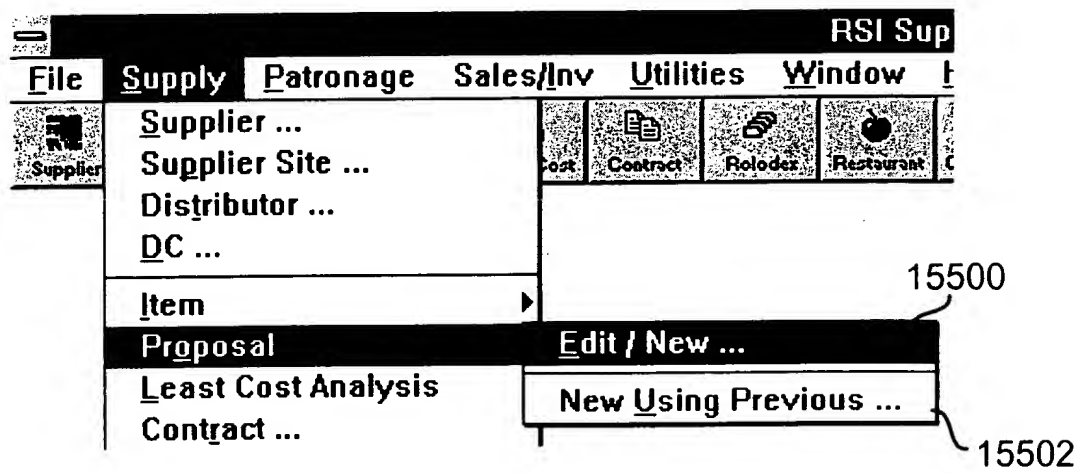 RSI Sup
File Supply Patronage Sales/Inv Utilities Window
Supplier Cost Contract Rolodex Restaurant
Supplier ...
Supplier Site ...
Distributor ...
DC ...
Item
Proposal
Least Cost Analysis
Contract ...
15500
Edit / New ...
New Using Previous ...
15502